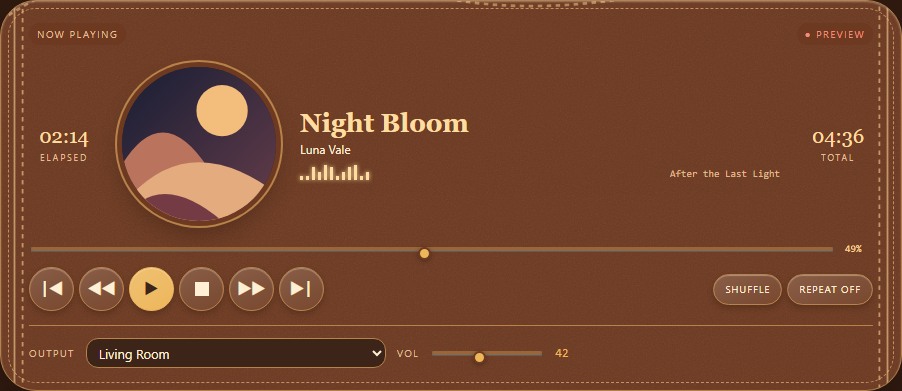 NOW PLAYING
PREVIEW
02:14
ELAPSED
Night Bloom
Luna Vale
After the Last Light
04:36
TOTAL
49%
SHUFFLE
REPEAT OFF
OUTPUT
Living Room
VOL
42